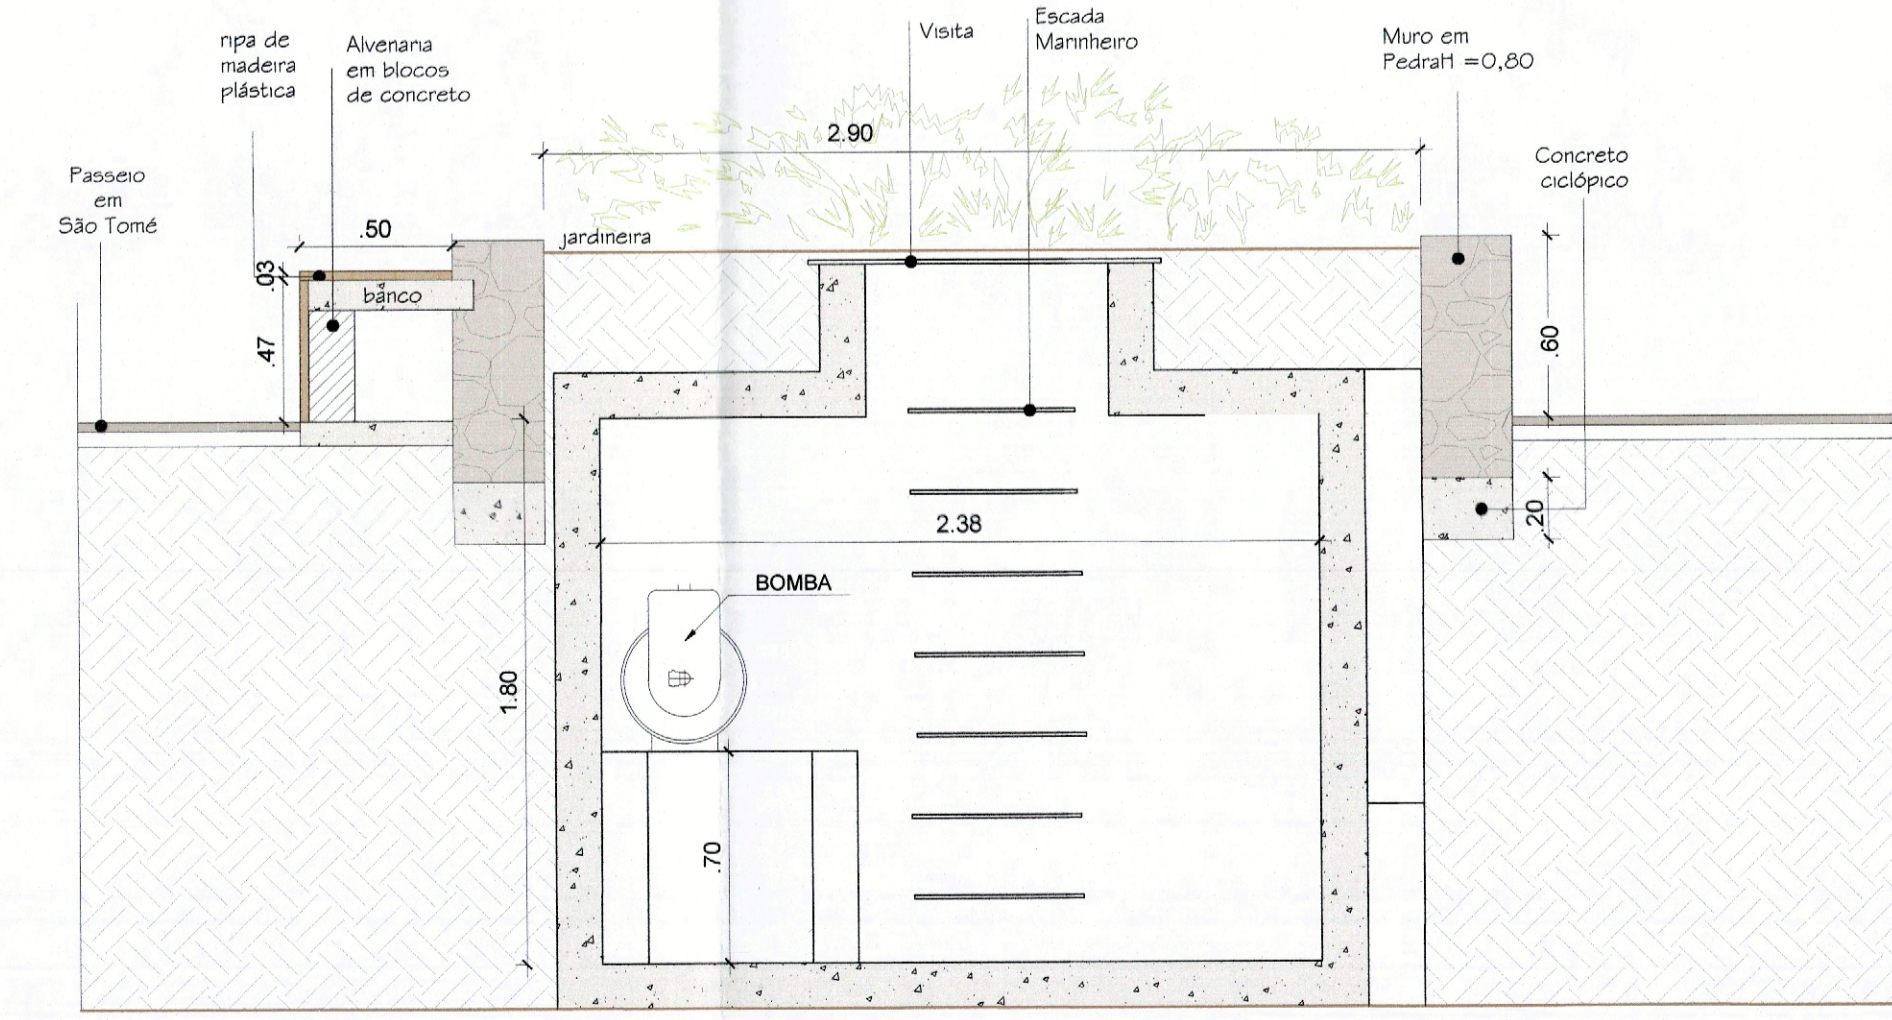 ripa de
madeira
plástica
Alvenaria
em blocos
de concreto
Visita
Escada
Marinheiro
Muro em
PedraH =0,80
Passeio
em
São Tomé
Concreto
ciclópico
2.90
.50
jardineira
.03
banco
.47
.60
.20
2.38
BOMBA
1.80
.70